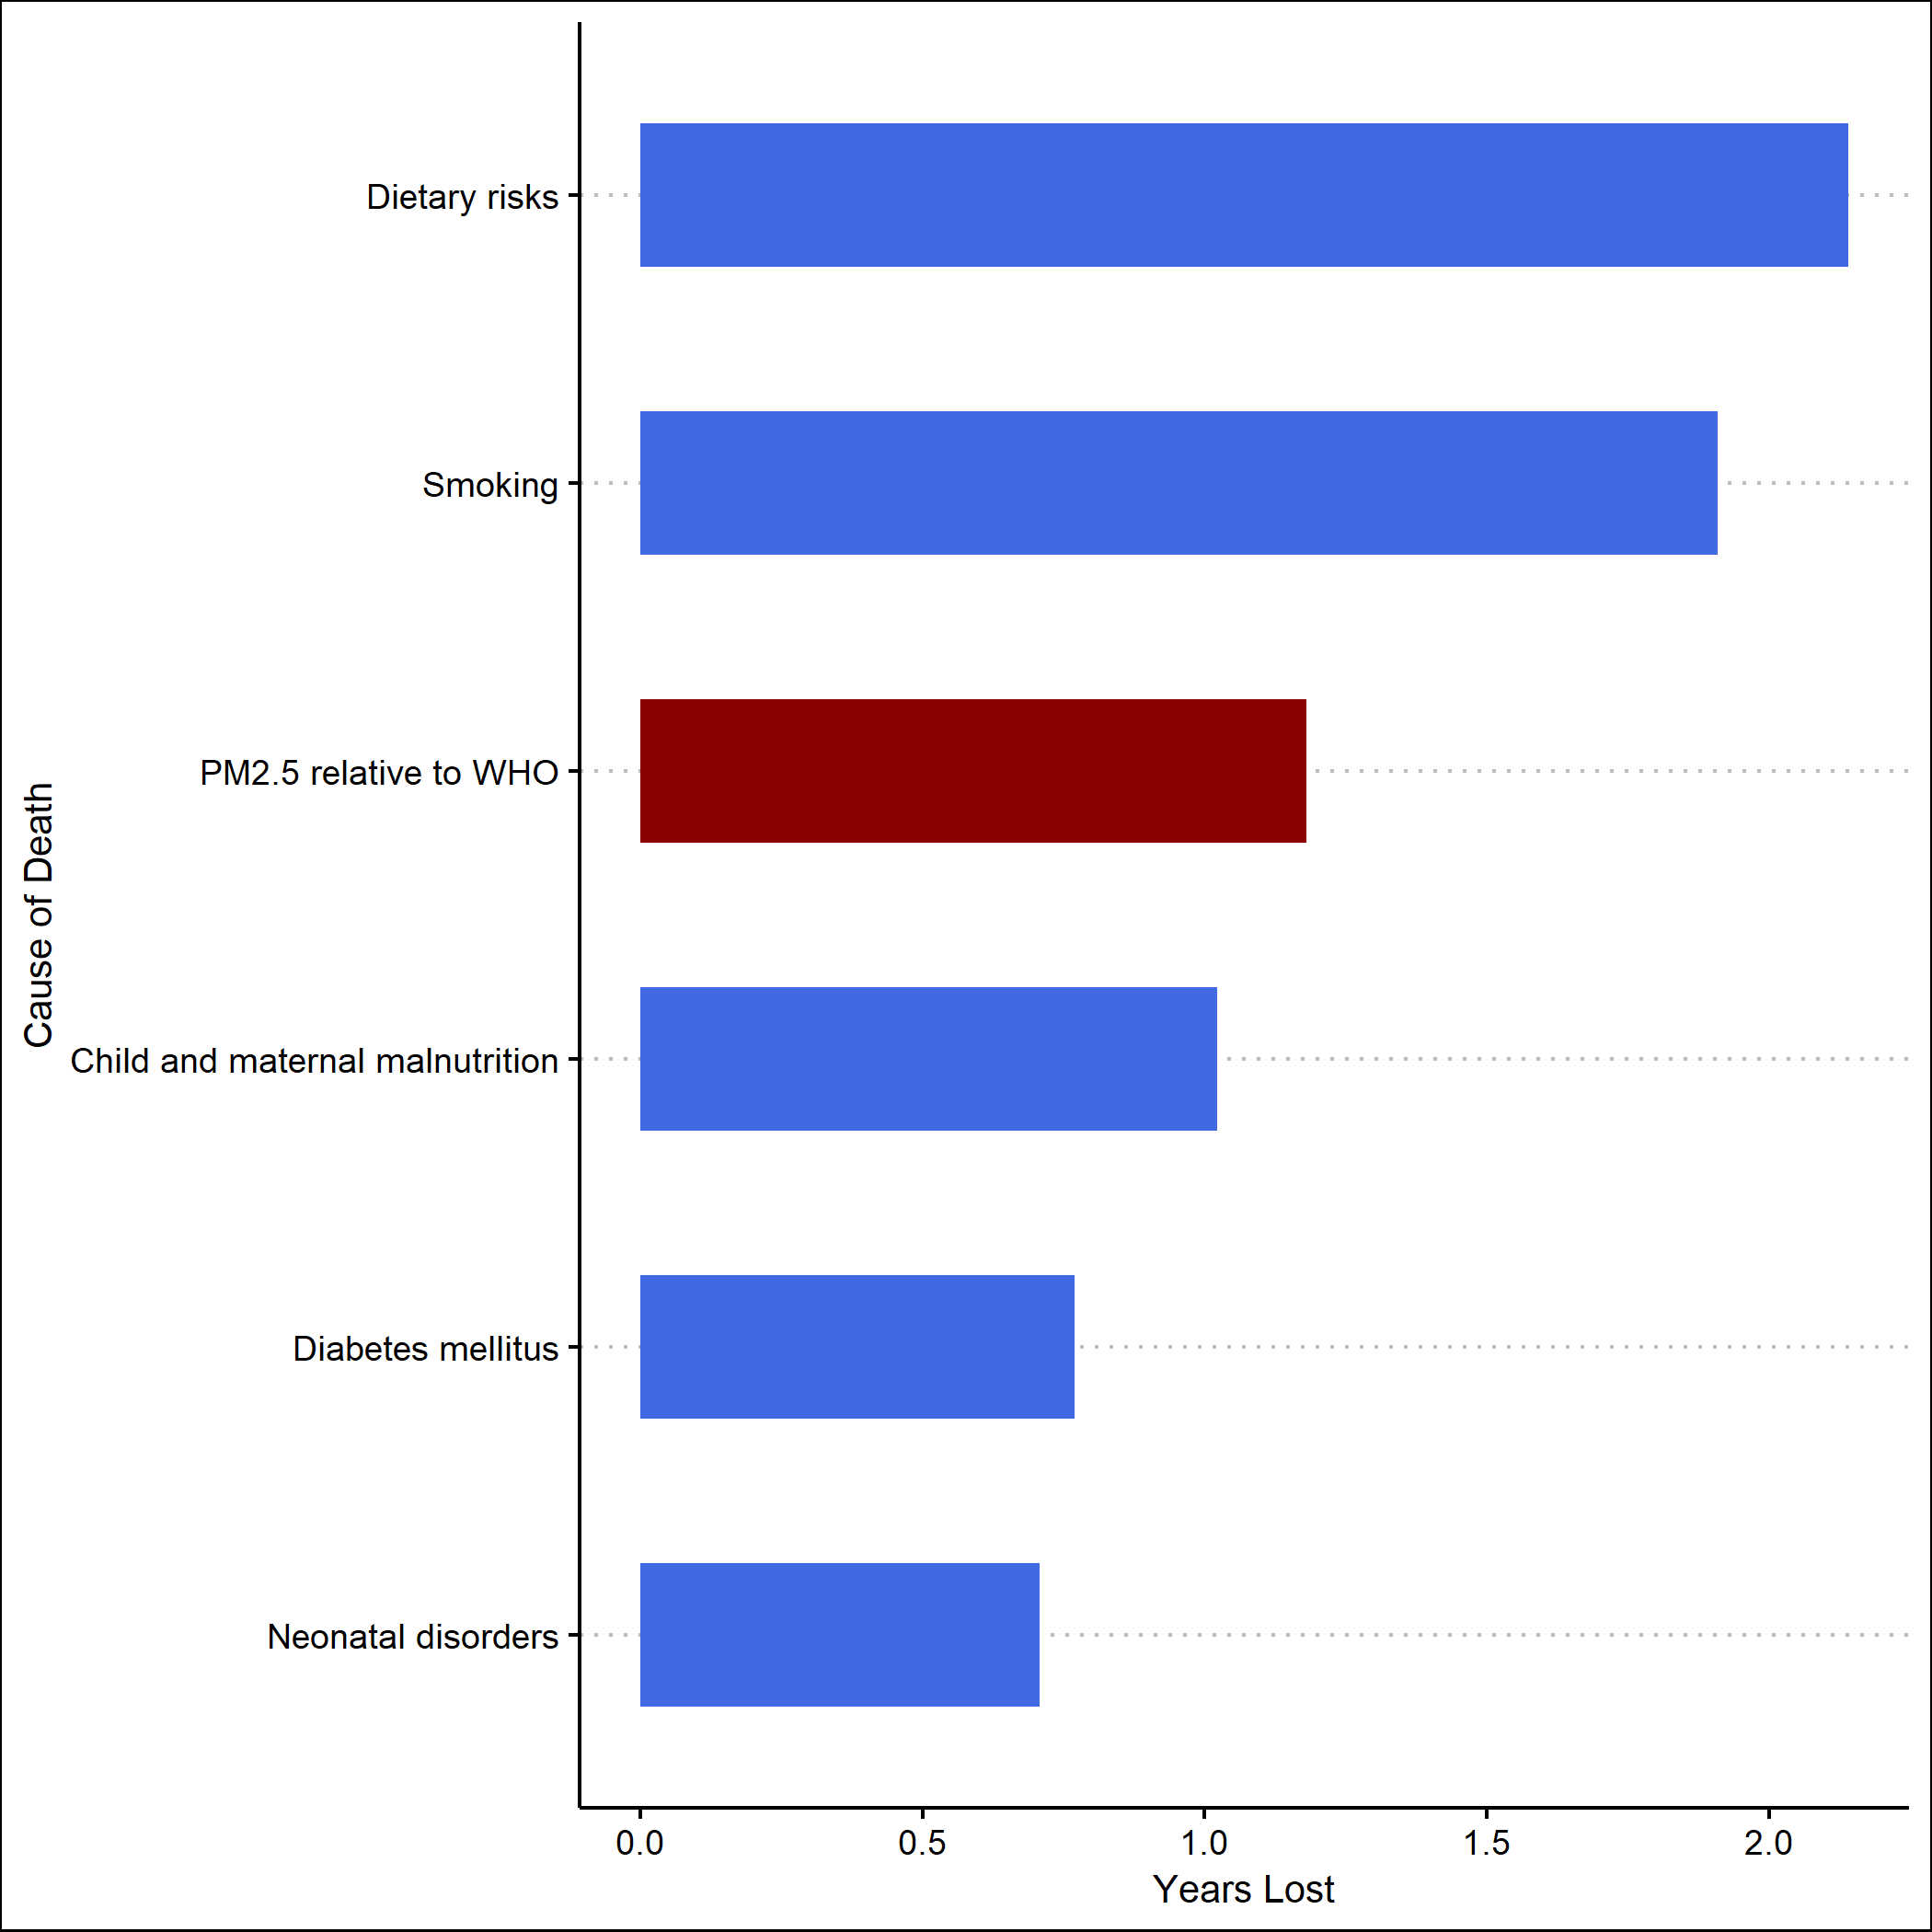 Cause of Death
Dietary risks
Smoking
PM2.5 relative to WHO
Child and maternal malnutrition
Diabetes mellitus
Neonatal disorders
0.0 0.5 1.0 1.5 2.0
Years Lost